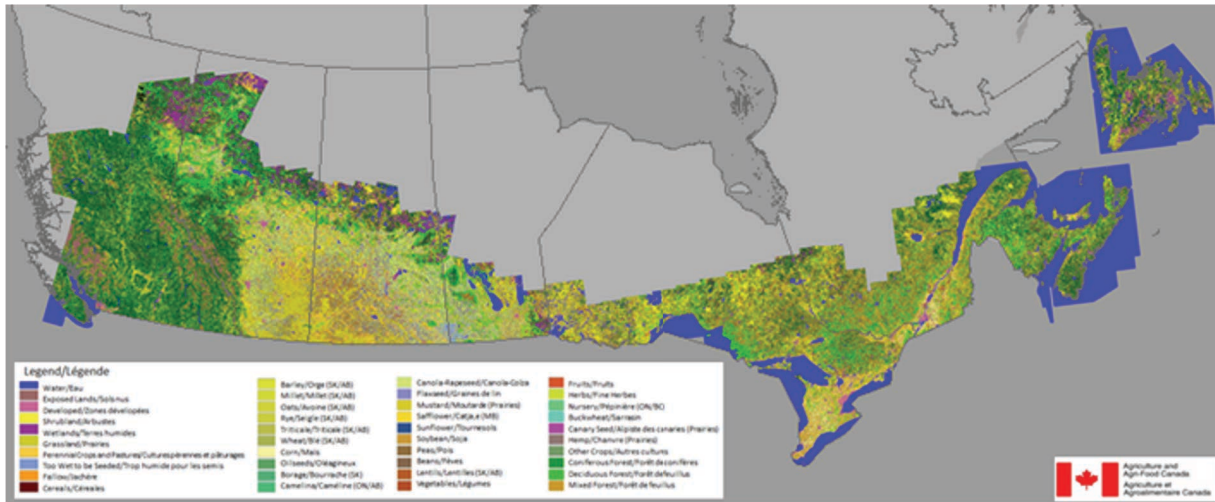 Legend/Légende
Water/Eau
Exposed Lands/Sols nus
Developed/Zones dévelopées
Shrubland/Arbustes
Wetlands/Terres humides
Grassland/Prairies
Perennial Crops and Pastures/Cultures pérennes et pâturages
Too Wet to be Seeded/Trop humide pour les semis
Fallow/Jachère
Cereals/Céreales
Barley/Orge (SK/AB)
Millet/Millet (SK/AB)
Oats/Avoine (SK/AB)
Rye/Seigle (SK/AB)
Triticale/Triticale (SK/AB)
Wheat/Blé (SK/AB)
Corn/Maïs
Oilseeds/Oléagineux
Borage/Bourrache (SK)
Camelina/Caméline (ON/AB)
Canola-Rapeseed/Canola-Colza
Flaxseed/Graines de lin
Mustard/Moutarde (Prairies)
Sunflower/Tournesols
Soybean/Soja
Peas/Pois
Beans/Fèves
Lentils/Lentilles (SK/AB)
Vegetables/Légumes
Fruits/Fruits
Herbs/Fine Herbes
Nursery/Pépinière (ON/BC)
Buckwheat/Sarrasin
Canary Seed/Alpiste des canaries (Prairies)
Hemp/Chanvre (Prairies)
Other Crops/Autres cultures
Coniferous Forest/Forêt de conifères
Deciduous Forest/Forêt de feuillus
Mixed Forest/Forêt de feuillus
Agriculture and
Agri-Food Canada
Agriculture et
Agroalimentaire Canada